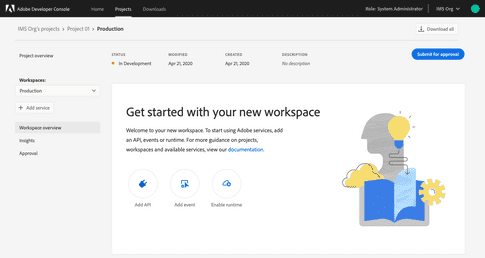 Adobe Developer Console
Home
Projects
Downloads
Role: System Administrator
IMS Org
IMS Org's projects › Project 01 › Production
Download all
Project overview
STATUS
MODIFIED
CREATED
DESCRIPTION
In Development
Apr 21, 2020
Apr 21, 2020
No description
Submit for approval
Workspaces:
Production
Add service
Workspace overview
Insights
Approval
Get started with your new workspace
Welcome to your new workspace. To start using Adobe services, add
an API, events or runtime. For more guidance on projects,
workspaces and available services, view our documentation.
Add API
Add event
Enable runtime